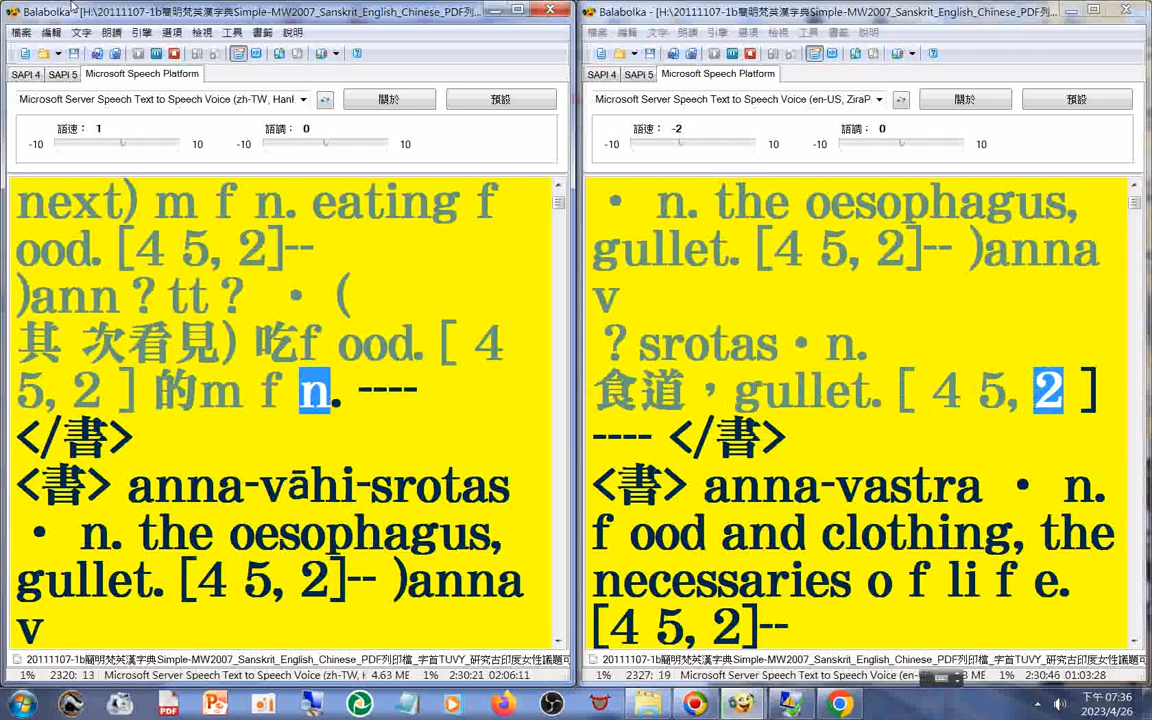 Balabolka - [H:\20111107-1b簡明梵英漢字典Simple-MW2007_Sanskrit_English_Chinese_PDF列...
檔案 編輯 文字 朗讀 引擎 選項 檢視 工具 書籤 說明
SAPI 4 SAPI 5 Microsoft Speech Platform
Microsoft Server Speech Text to Speech Voice (zh-TW, HanH 關於 預設
語速： 1 語調： 0
-10 10 -10 10
next) m f n. eating f
ood. [4 5, 2]--
)ann？tt？ • (
其 次看見) 吃f ood. [ 4
5, 2 ] 的m f n. ----
</書>
<書> anna-vāhi-srotas
• n. the oesophagus,
gullet. [4 5, 2]-- )anna
v
20111107-1b簡明梵英漢字典Simple-MW2007_Sanskrit_English_Chinese_PDF列印檔_字首TUVY_研究古印度女性議題可
1% 2320: 13 Microsoft Server Speech Text to Speech Voice (zh-TW, H 4.63 ME 1% 2:30:21 02:06:11
Balabolka - [H:\20111107-1b簡明梵英漢字典Simple-MW2007_Sanskrit_English_Chinese_PDF列印...
檔案 編輯 文字 朗讀 引擎 選項 檢視 工具 書籤 說明
SAPI 4 SAPI 5 Microsoft Speech Platform
Microsoft Server Speech Text to Speech Voice (en-US, ZiraP 關於 預設
語速： -2 語調： 0
-10 10 -10 10
• n. the oesophagus,
gullet. [4 5, 2]-- )anna
v
？srotas • n.
食道，gullet. [ 4 5, 2 ]
---- </書>
<書> anna-vastra • n.
f ood and clothing, the
necessaries o f li f e.
[4 5, 2]--
20111107-1b簡明梵英漢字典Simple-MW2007_Sanskrit_English_Chinese_PDF列印檔_字首TUVY_研究古印度女性議題可
1% 2327: 19 Microsoft Server Speech Text to Speech Voice 4.63 ME 1% 2:30:46 01:03:28
下午 07:36
2023/4/26